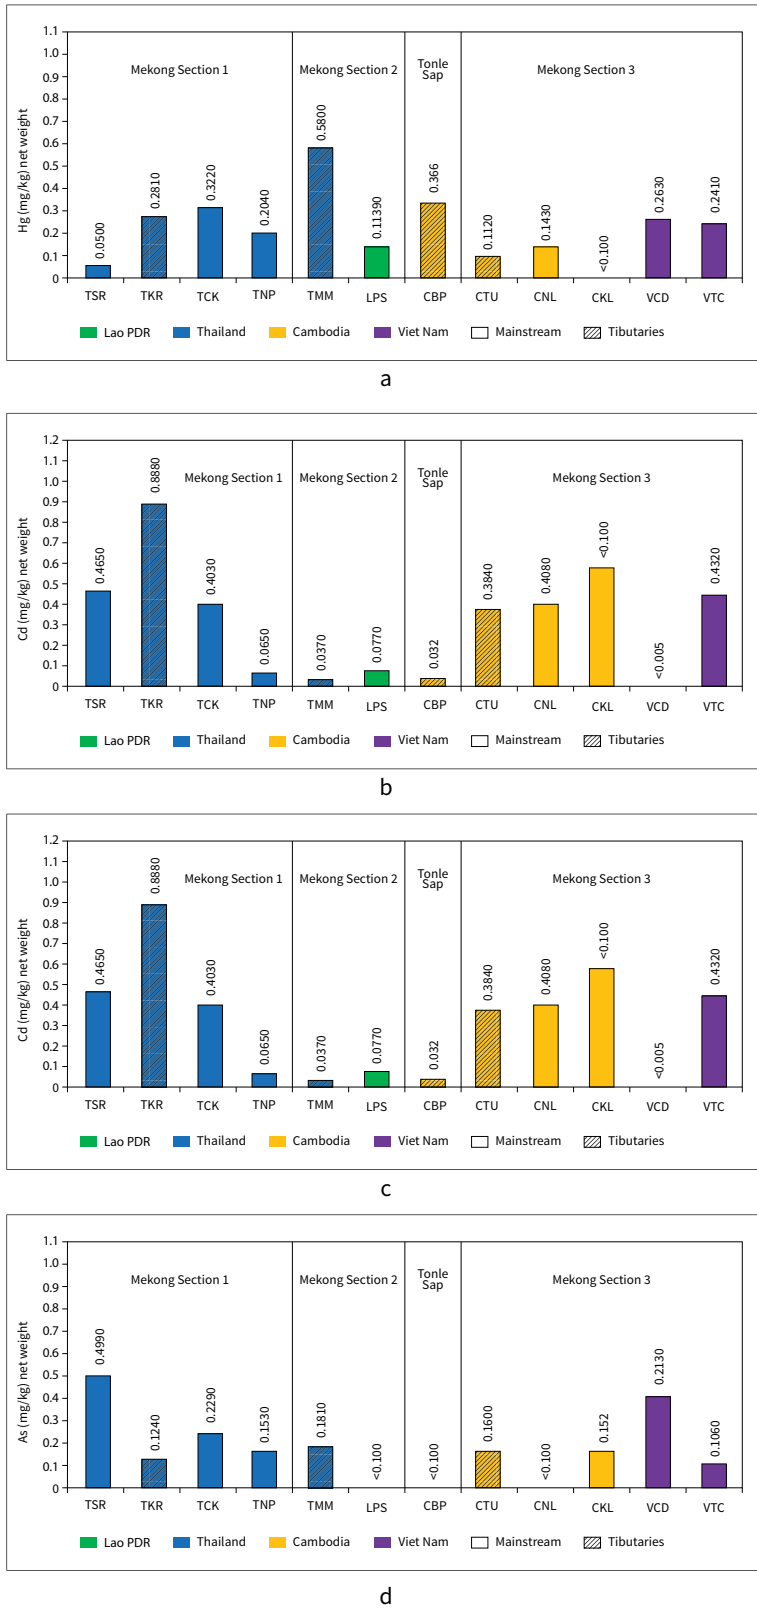 1.1
1.0
0.9
0.8
0.7
0.6
0.5
0.4
0.3
0.2
0.1
0
Hg (mg/kg) net weight
Mekong Section 1
Mekong Section 2
Tonle
Sap
Mekong Section 3
0.0500
0.2810
0.3220
0.2040
0.5800
0.11390
0.366
0.1120
0.1430
<0.100
0.2630
0.2410
TSR TKR TCK TNP TMM LPS CBP CTU CNL CKL VCD VTC
Lao PDR Thailand Cambodia Viet Nam Mainstream Tibutaries
a
1.2
1.1
1.0
0.9
0.8
0.7
0.6
0.5
0.4
0.3
0.2
0.1
0
Cd (mg/kg) net weight
Mekong Section 1
Mekong Section 2
Tonle
Sap
Mekong Section 3
0.4650
0.8880
0.4030
0.0650
0.0370
0.0770
0.032
0.3840
0.4080
<0.100
<0.005
0.4320
TSR TKR TCK TNP TMM LPS CBP CTU CNL CKL VCD VTC
Lao PDR Thailand Cambodia Viet Nam Mainstream Tibutaries
b
1.2
1.1
1.0
0.9
0.8
0.7
0.6
0.5
0.4
0.3
0.2
0.1
0
Cd (mg/kg) net weight
Mekong Section 1
Mekong Section 2
Tonle
Sap
Mekong Section 3
0.4650
0.8880
0.4030
0.0650
0.0370
0.0770
0.032
0.3840
0.4080
<0.100
<0.005
0.4320
TSR TKR TCK TNP TMM LPS CBP CTU CNL CKL VCD VTC
Lao PDR Thailand Cambodia Viet Nam Mainstream Tibutaries
c
1.1
1.0
0.9
0.8
0.7
0.6
0.5
0.4
0.3
0.2
0.1
0
As (mg/kg) net weight
Mekong Section 1
Mekong Section 2
Tonle
Sap
Mekong Section 3
0.4990
0.1240
0.2290
0.1530
0.1810
<0.100
<0.100
0.1600
<0.100
0.152
0.2130
0.1060
TSR TKR TCK TNP TMM LPS CBP CTU CNL CKL VCD VTC
Lao PDR Thailand Cambodia Viet Nam Mainstream Tibutaries
d